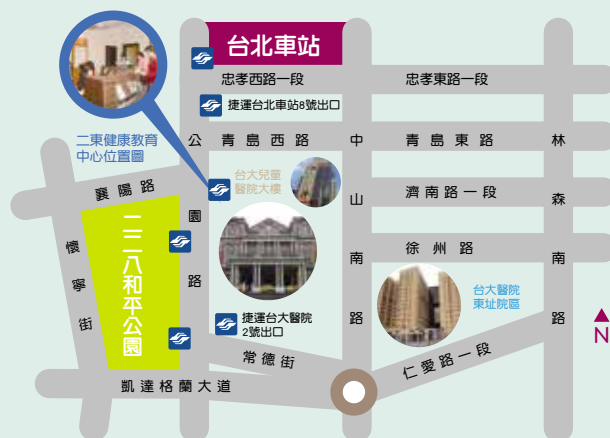 台北車站
忠孝西路一段
忠孝東路一段
捷運台北車站8號出口
二東健康教育
中心位置圖
公園路
青島西路
中山南路
青島東路
林森南路
台大兒童
醫院大樓
襄陽路
濟南路一段
二二八和平公園
懷寧街
徐州路
台大醫院
東址院區
捷運台大醫院
2號出口
常德街
仁愛路一段
凱達格蘭大道
N